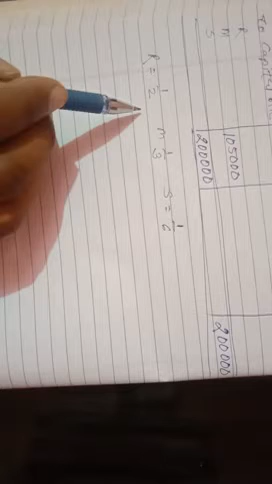 To Capital
R
M 105000
S 200000 200000
R = 1/2 M 1/3 S = 1/6